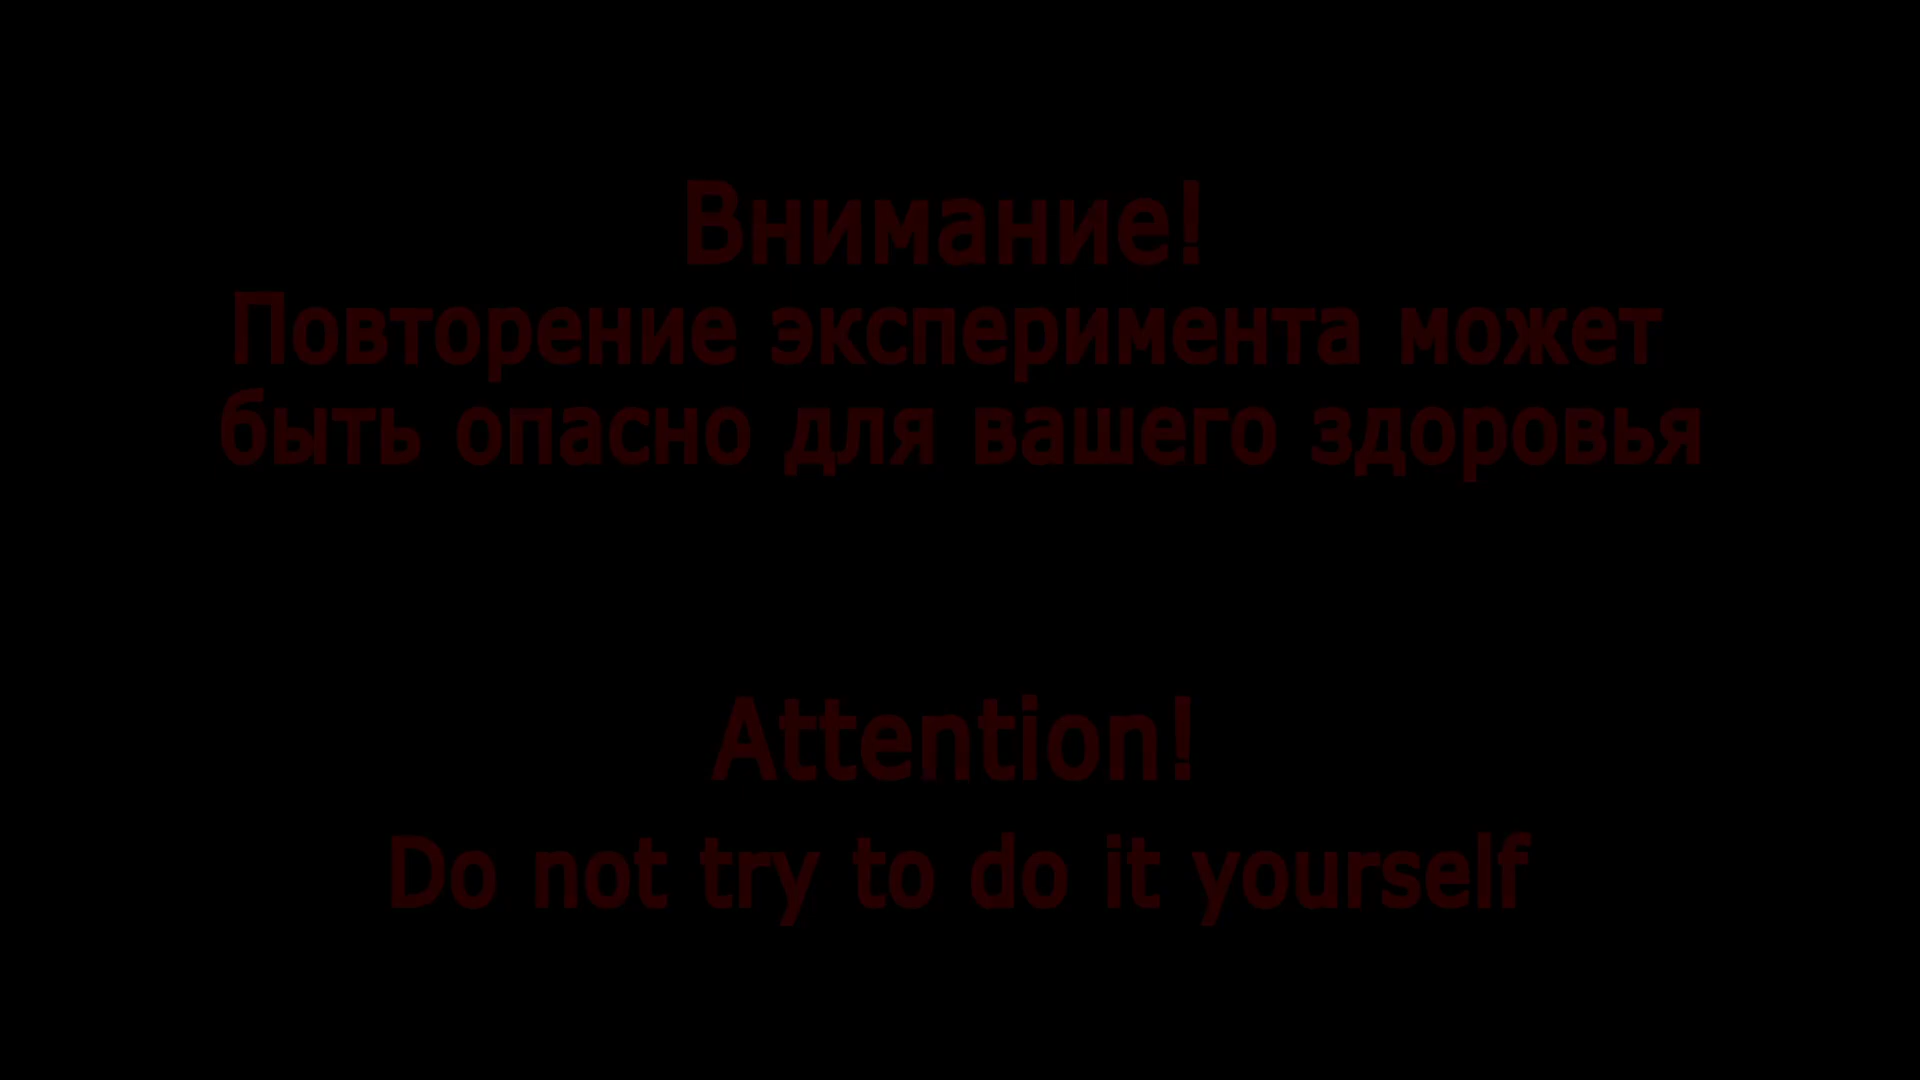 Внимание!
Повторение эксперимента может
быть опасно для вашего здоровья
Attention!
Do not try to do it yourself